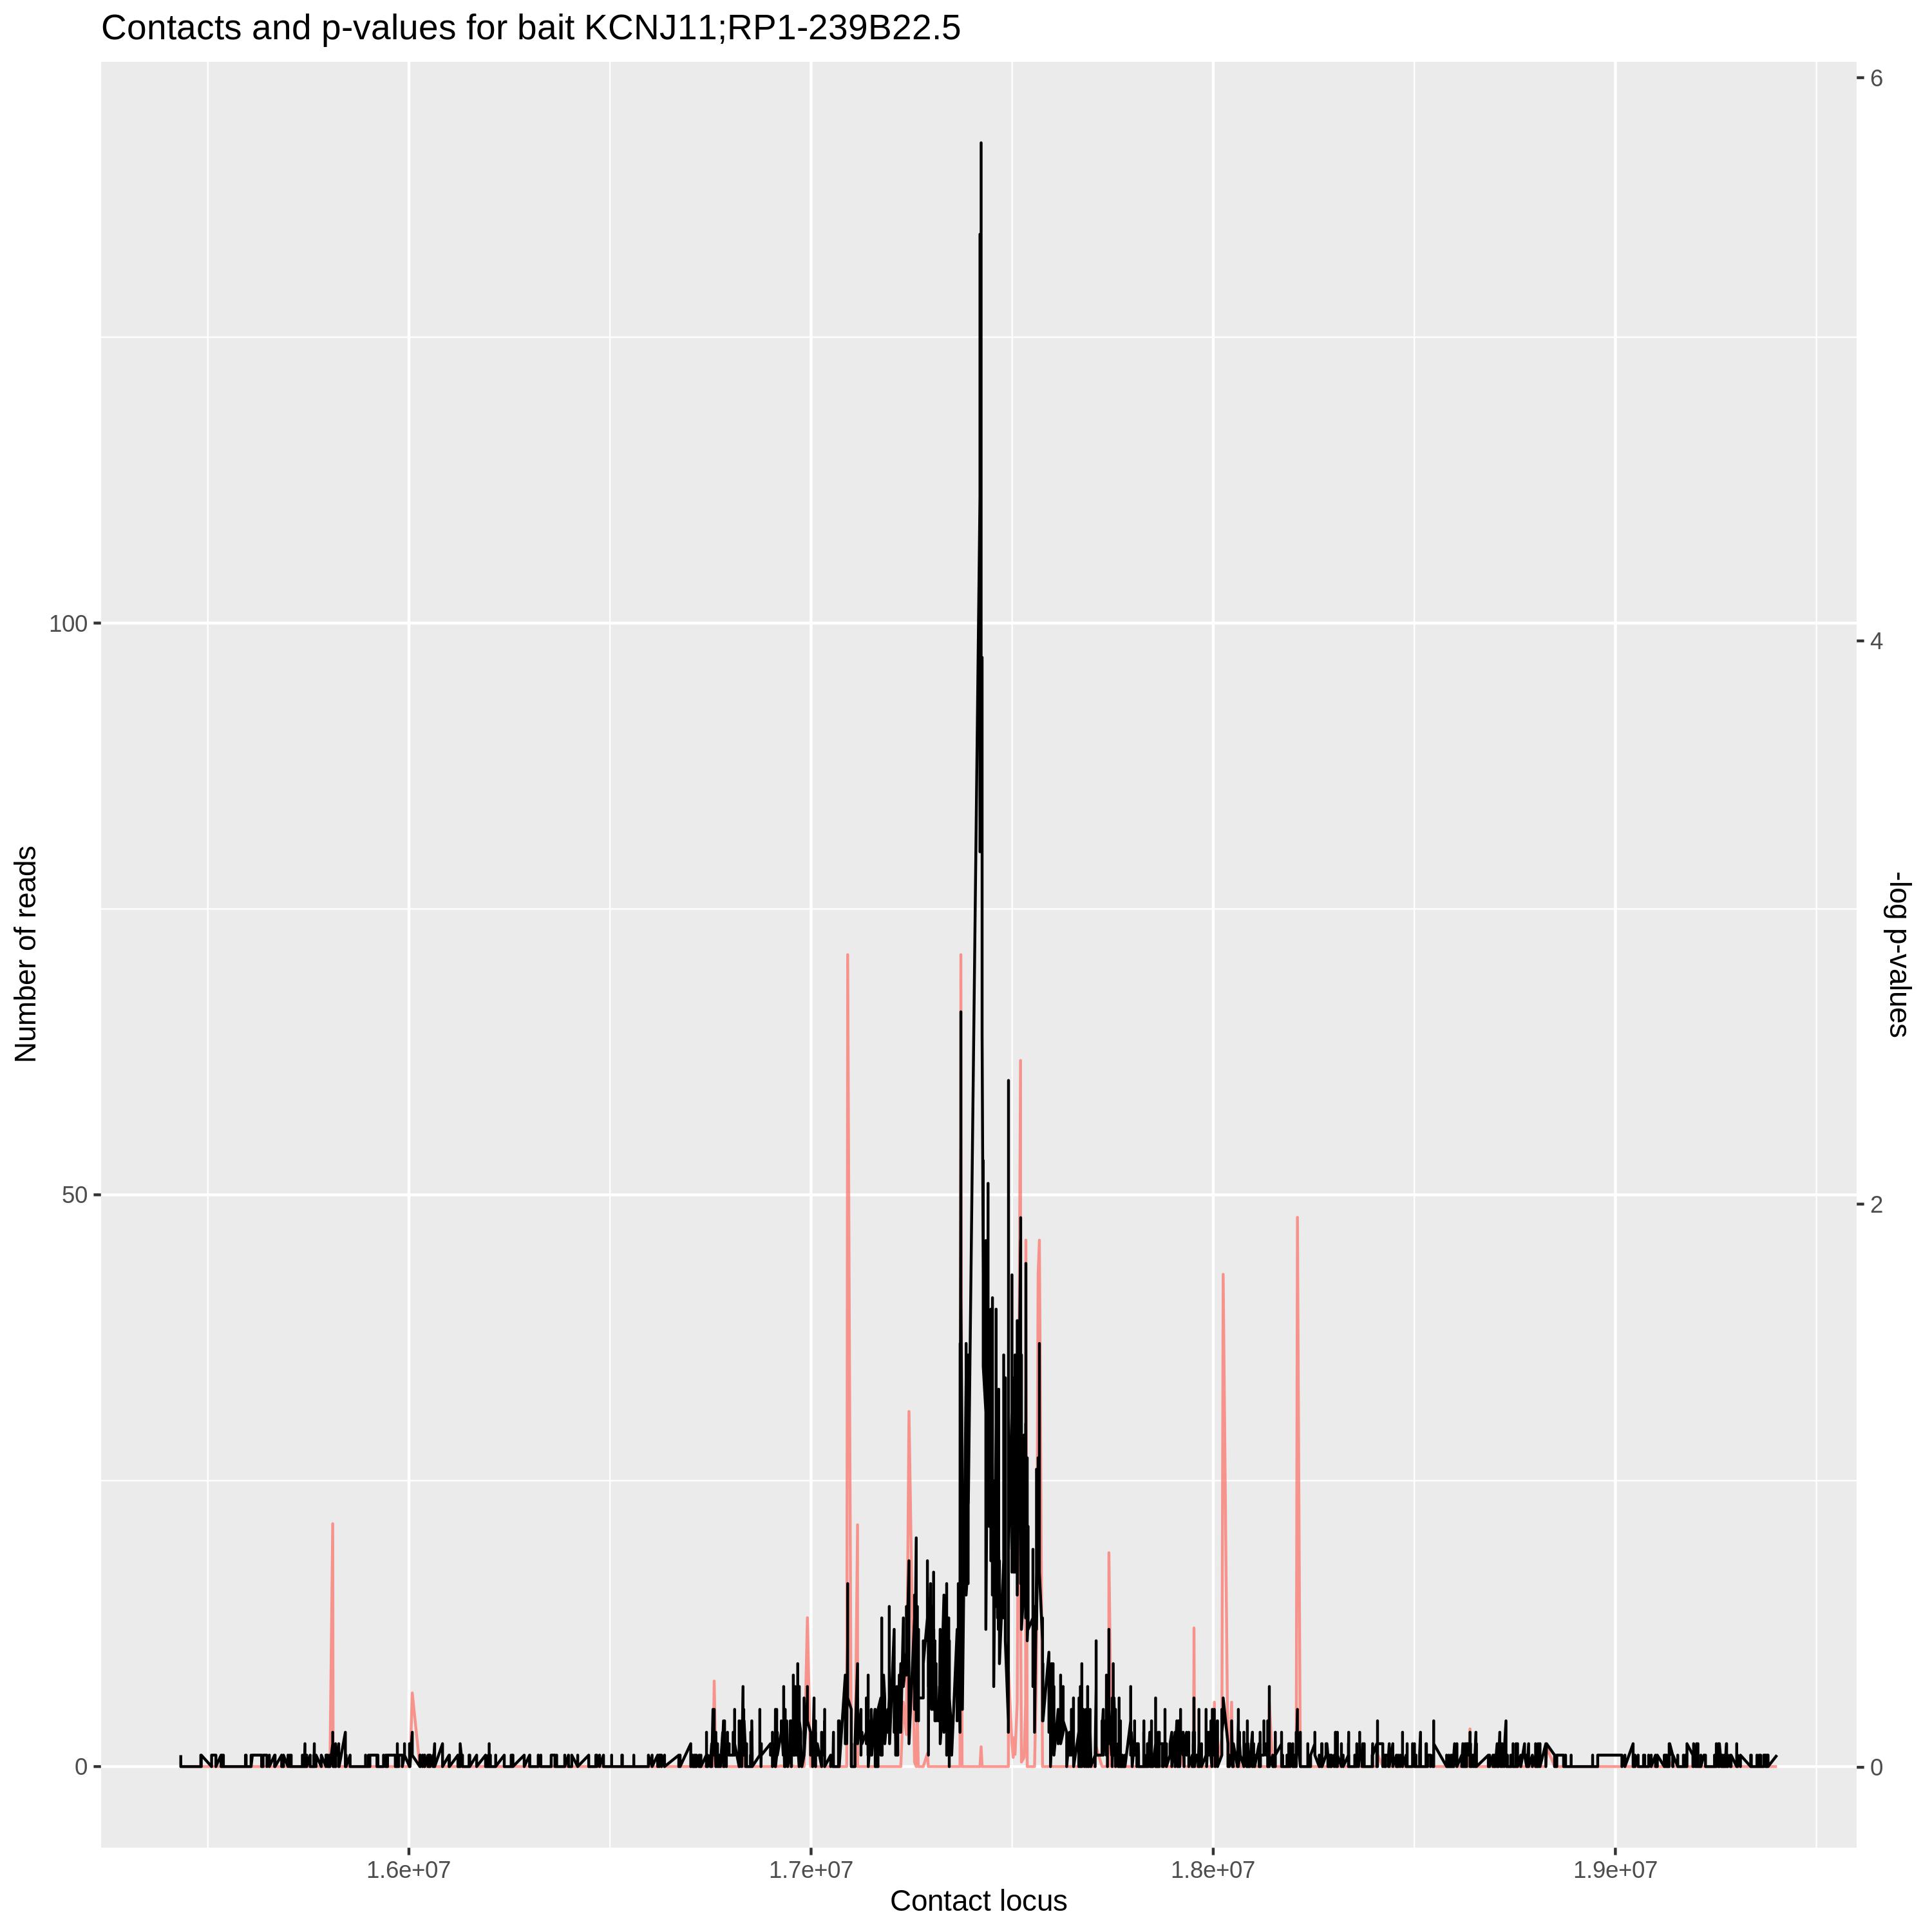 Contacts and p-values for bait KCNJ11;RP1-239B22.5
Number of reads
100
50
0
6
4
2
0
-log p-values
1.6e+07
1.7e+07
1.8e+07
1.9e+07
Contact locus